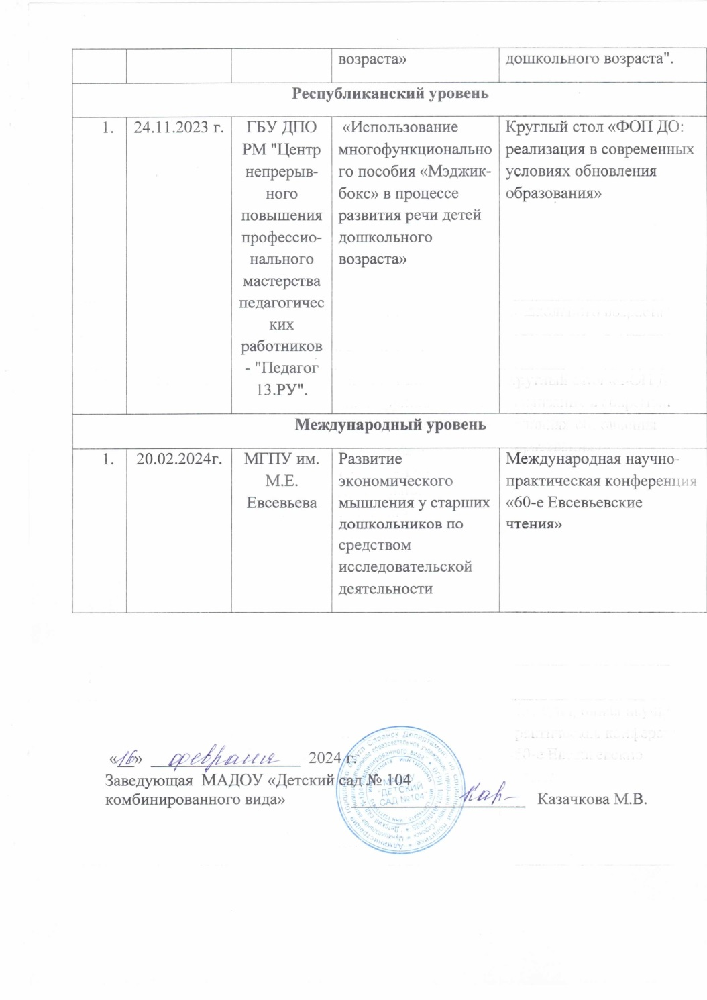 возраста»
дошкольного возраста".
Республиканский уровень
1.
24.11.2023 г.
ГБУ ДПО
РМ "Центр
непрерыв-
ного
повышения
профессио-
нального
мастерства
педагогичес
ких
работников
- "Педагог
13.РУ".
«Использование
многофункционально
го пособия «Мэджик-
бокс» в процессе
развития речи детей
дошкольного
возраста»
Круглый стол «ФОП ДО:
реализация в современных
условиях обновления
образования»
Международный уровень
1.
20.02.2024г.
МГПУ им.
М.Е.
Евсевьева
Развитие
экономического
мышления у старших
дошкольников по
средством
исследовательской
деятельности
Международная научно-
практическая конференция
«60-е Евсевьевские
чтения»
«16» февраля 2024 г.
Заведующая МАДОУ «Детский сад № 104
комбинированного вида» Казачкова М.В.
МАДОУ
"ДЕТСКИЙ
САД №104"